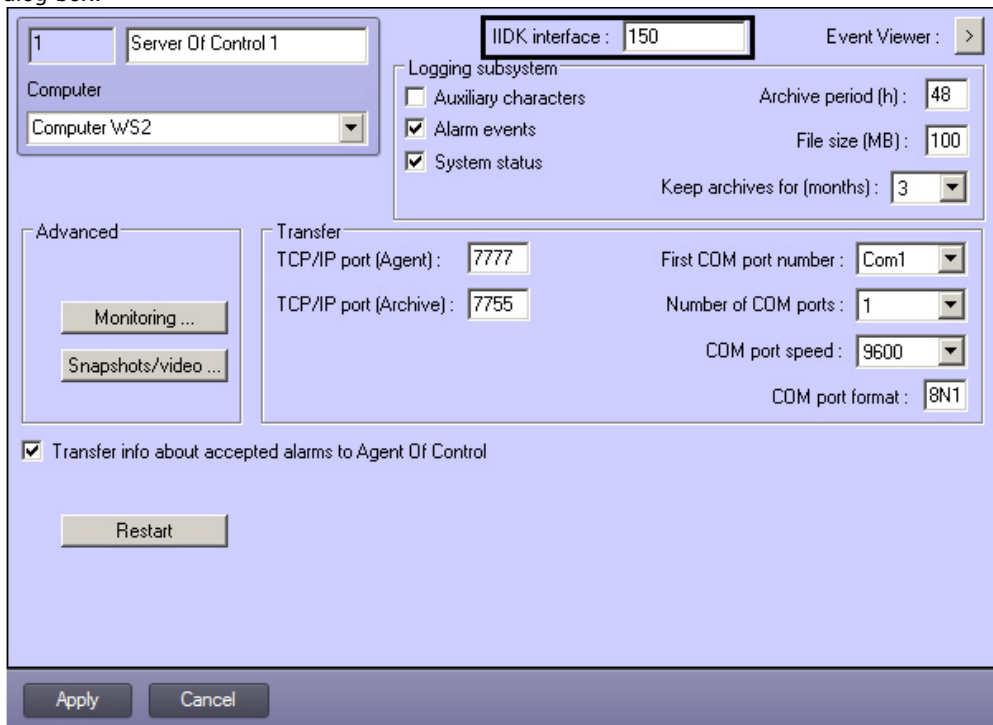 alog box.
1 Server Of Control 1
Computer
Computer WS2
IIDK interface : 150
Event Viewer : >
Logging subsystem
Auxiliary characters
Alarm events
System status
Archive period (h) : 48
File size (MB) : 100
Keep archives for (months) : 3
Advanced
Monitoring ...
Snapshots/video ...
Transfer
TCP/IP port (Agent) : 7777
TCP/IP port (Archive) : 7755
First COM port number : Com1
Number of COM ports : 1
COM port speed : 9600
COM port format : 8N1
Transfer info about accepted alarms to Agent Of Control
Restart
Apply Cancel